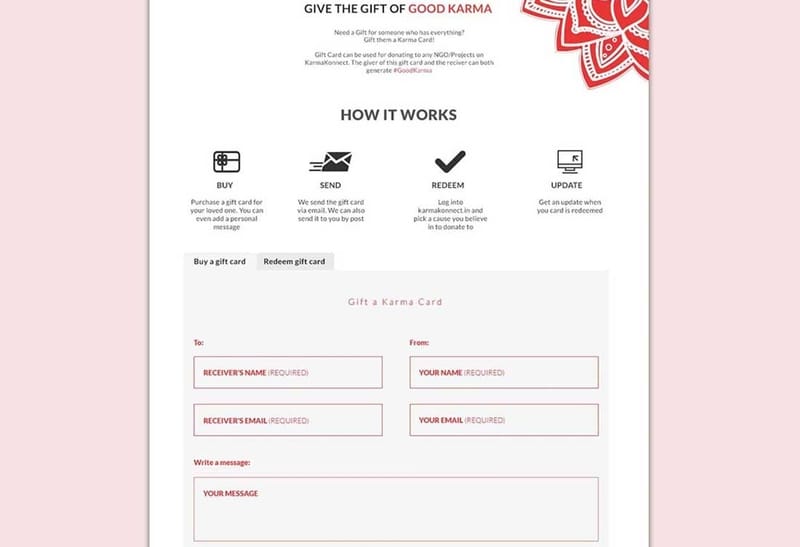 GIVE THE GIFT OF GOOD KARMA
Need a Gift for someone who has everything?
Gift them a Karma Card!
Gift Card can be used for donating to any NGO/Projects on
KarmaKonnect. The giver of this gift card and the reciver can both
generate #GoodKarma
HOW IT WORKS
BUY
Purchase a gift card for
your loved one. You can
even add a personal
message
SEND
We send the gift card
via email. We can also
send it to you by post
REDEEM
Log into
karmakonnect.in and
pick a cause you believe
in to donate to
UPDATE
Get an update when
you card is redeemed
Buy a gift card
Redeem gift card
Gift a Karma Card
To:
From:
RECEIVER'S NAME (REQUIRED)
YOUR NAME (REQUIRED)
RECEIVER'S EMAIL (REQUIRED)
YOUR EMAIL (REQUIRED)
Write a message:
YOUR MESSAGE